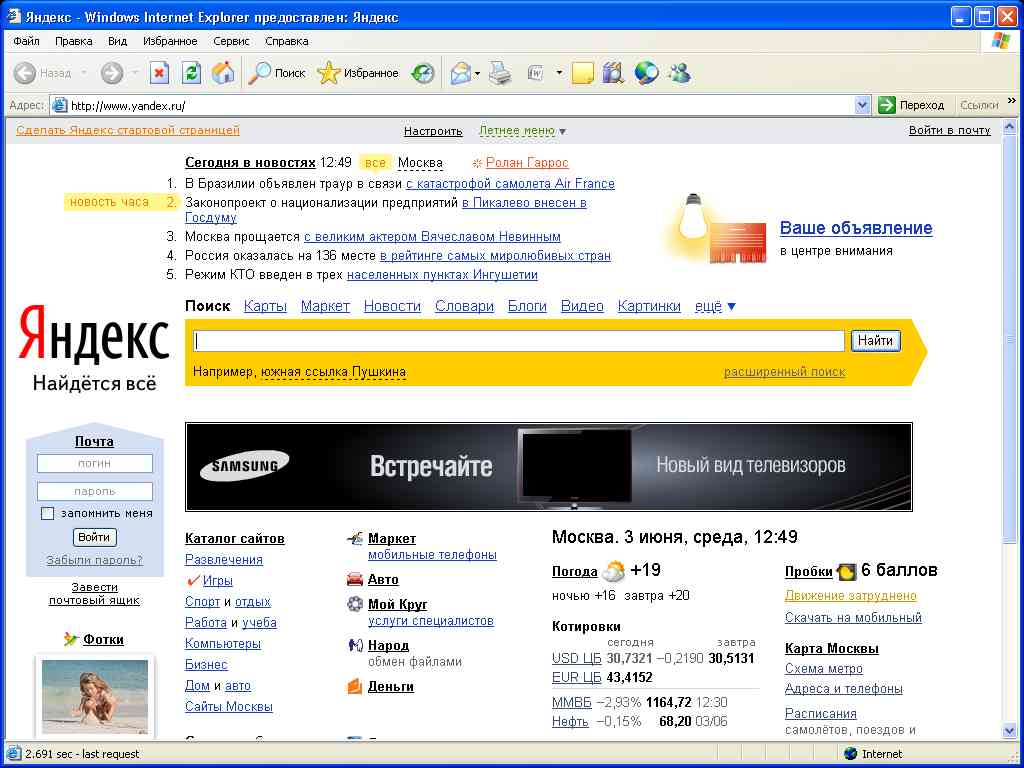 Яндекс - Windows Internet Explorer предоставлен: Яндекс
Файл Правка Вид Избранное Сервис Справка
Назад Поиск Избранное
Адрес: http://www.yandex.ru/ Переход Ссылки »
Сделать Яндекс стартовой страницей Настроить Летнее меню ▼ Войти в почту
Сегодня в новостях 12:49 все Москва Ролан Гаррос
1. В Бразилии объявлен траур в связи с катастрофой самолета Air France
новость часа 2. Законопроект о национализации предприятий в Пикалево внесен в
Госдуму
3. Москва прощается с великим актером Вячеславом Невинным
4. Россия оказалась на 136 месте в рейтинге самых миролюбивых стран
5. Режим КТО введен в трех населенных пунктах Ингушетии
Ваше объявление
в центре внимания
Поиск Карты Маркет Новости Словари Блоги Видео Картинки ещё ▼
Яндекс
Найдётся всё
Найти
Например, южная ссылка Пушкина расширенный поиск
SAMSUNG Встречайте Новый вид телевизоров
Почта
логин
пароль
запомнить меня
Войти
Забыли пароль?
Завести
почтовый ящик
Фотки
Каталог сайтов
Развлечения
Игры
Спорт и отдых
Работа и учеба
Компьютеры
Бизнес
Дом и авто
Сайты Москвы
Маркет
мобильные телефоны
Авто
Мой Круг
услуги специалистов
Народ
обмен файлами
Деньги
Москва. 3 июня, среда, 12:49
Погода +19
ночью +16 завтра +20
Котировки
сегодня завтра
USD ЦБ 30,7321 −0,2190 30,5131
EUR ЦБ 43,4152
ММВБ −2,93% 1164,72 12:30
Нефть −0,15% 68,20 03/06
Пробки 6 баллов
Движение затруднено
Скачать на мобильный
Карта Москвы
Схема метро
Адреса и телефоны
Расписания
самолётов, поездов и
2.691 sec - last request Internet